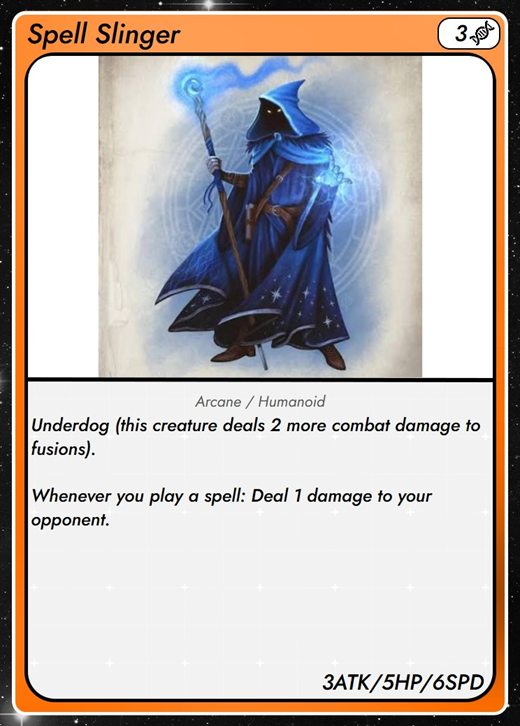 Spell Slinger
3
Arcane / Humanoid
Underdog (this creature deals 2 more combat damage to
fusions).
Whenever you play a spell: Deal 1 damage to your
opponent.
3ATK/5HP/6SPD